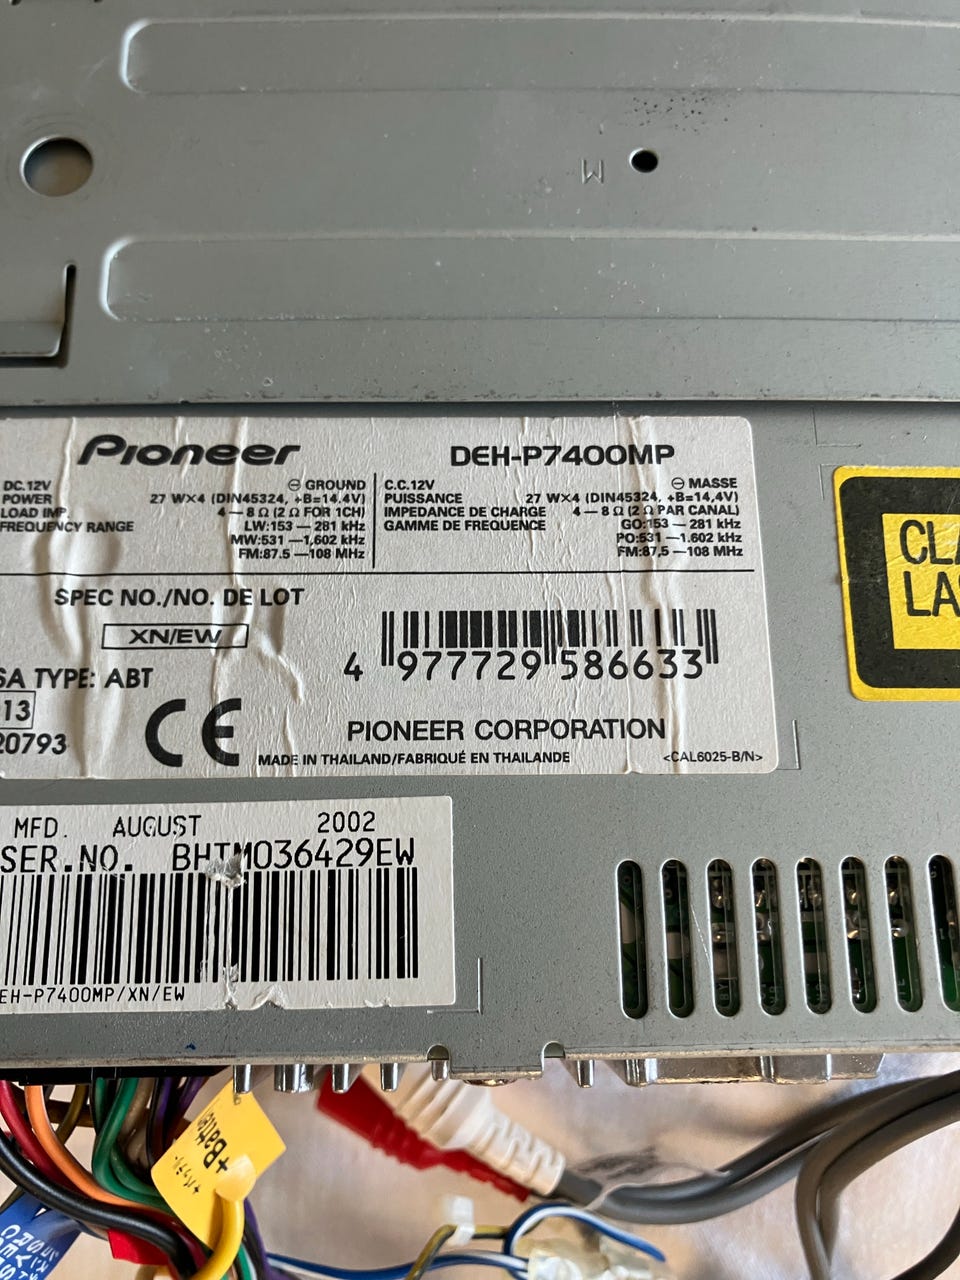 M
Pioneer
DEH-P7400MP
DC.12V ⊖ GROUND
POWER 27 W×4 (DIN45324, +B=14.4V)
LOAD IMP. 4 — 8 Ω (2 Ω FOR 1CH)
FREQUENCY RANGE LW:153 — 281 kHz
MW:531 —1,602 kHz
FM:87.5 —108 MHz
C.C.12V ⊖ MASSE
PUISSANCE 27 W×4 (DIN45324, +B=14,4V)
IMPEDANCE DE CHARGE 4 — 8 Ω (2 Ω PAR CANAL)
GAMME DE FREQUENCE GO:153 — 281 kHz
PO:531 —1.602 kHz
FM:87,5 —108 MHz
SPEC NO./NO. DE LOT
XN/EW
SA TYPE: ABT
13
20793
CE
4 977729 586633
PIONEER CORPORATION
MADE IN THAILAND/FABRIQUÉ EN THAILANDE
<CAL6025-B/N>
CLA
LAS
MFD. AUGUST 2002
SER.NO. BHTM036429EW
EH-P7400MP/XN/EW
+Battery